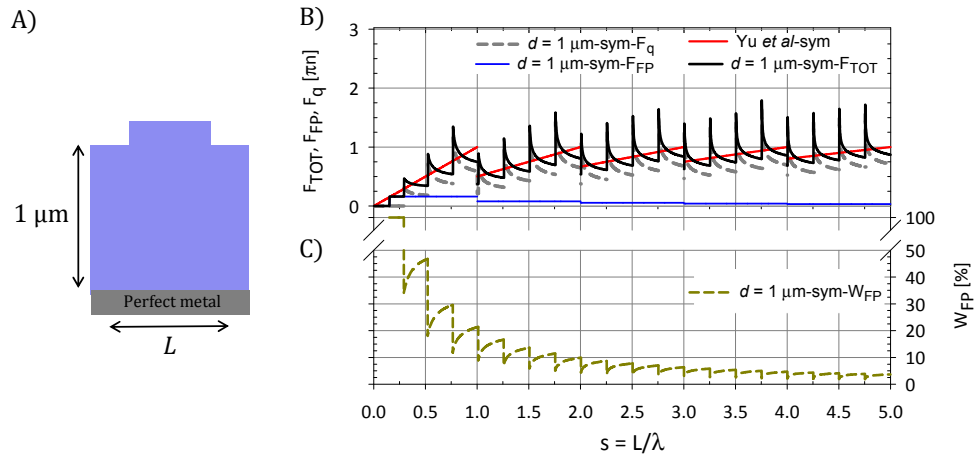 A)
1 μm
Perfect metal
L
B)
F_TOT, F_FP, F_q [πn]
3
2
1
0
d = 1 μm-sym-F_q
Yu et al-sym
d = 1 μm-sym-F_FP
d = 1 μm-sym-F_TOT
C)
100
50
40
30
20
10
0
W_FP [%]
d = 1 μm-sym-W_FP
0.0 0.5 1.0 1.5 2.0 2.5 3.0 3.5 4.0 4.5 5.0
s = L/λ